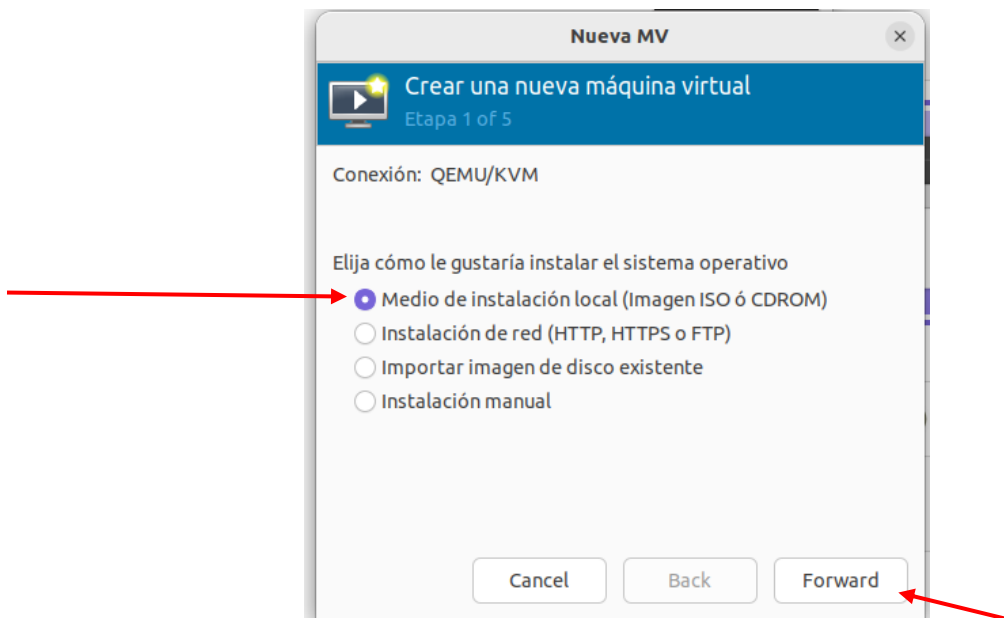 Nueva MV
Crear una nueva máquina virtual
Etapa 1 of 5
Conexión: QEMU/KVM
Elija cómo le gustaría instalar el sistema operativo
Medio de instalación local (Imagen ISO ó CDROM)
Instalación de red (HTTP, HTTPS o FTP)
Importar imagen de disco existente
Instalación manual
Cancel Back Forward